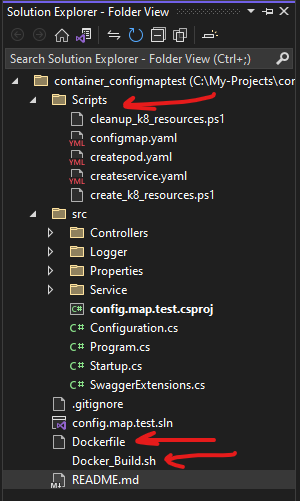 Solution Explorer - Folder View
Search Solution Explorer - Folder View (Ctrl+;)
container_configmaptest (C:\My-Projects\con
Scripts
cleanup_k8_resources.ps1
YML configmap.yaml
createpod.yaml
YML createservice.yaml
create_k8_resources.ps1
src
Controllers
Logger
Properties
Service
C# config.map.test.csproj
C# Configuration.cs
C# Program.cs
C# Startup.cs
C# SwaggerExtensions.cs
.gitignore
config.map.test.sln
Dockerfile
Docker_Build.sh
M↓ README.md